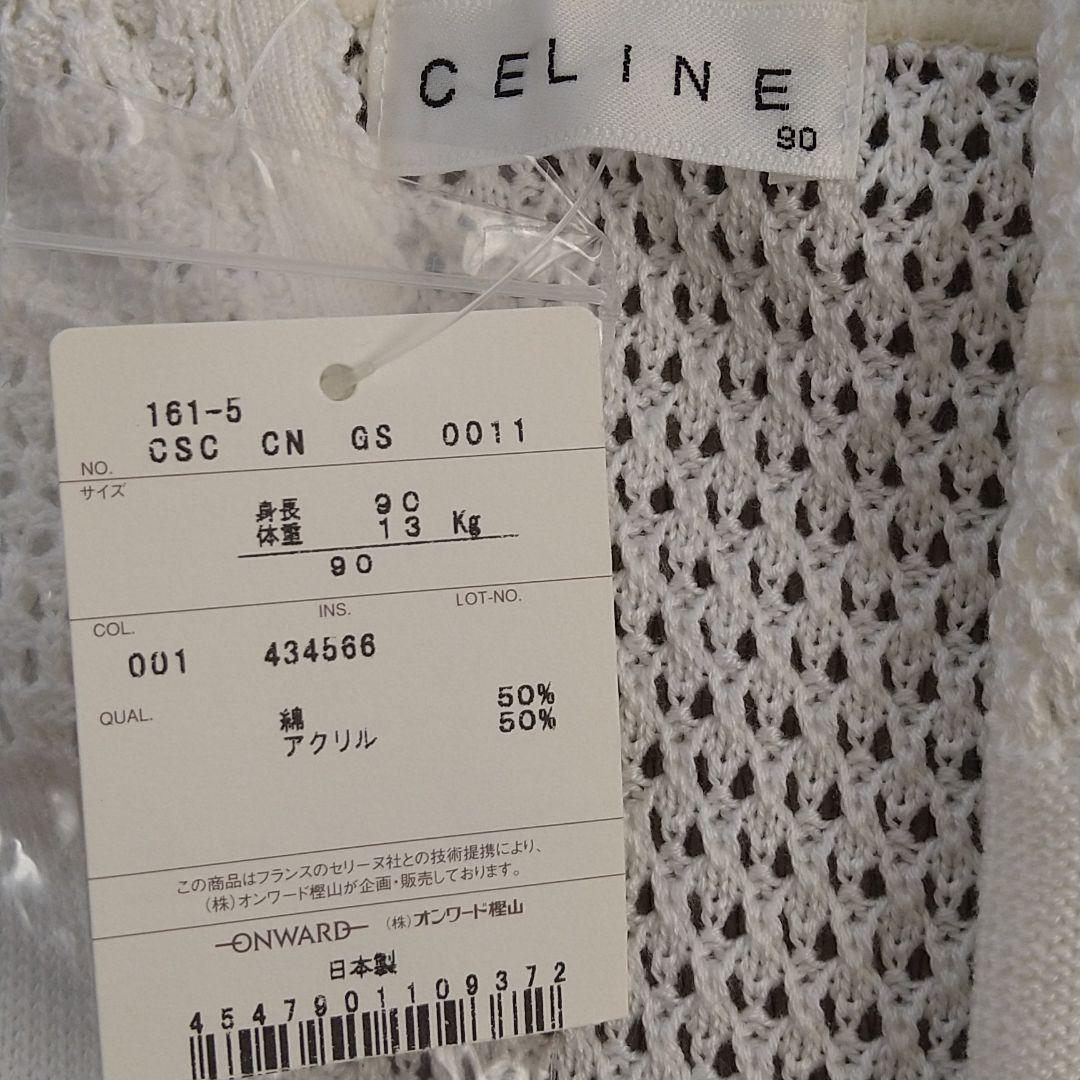 CELINE
90
161-5
NO. CSC CN GS 0011
サイズ
身長 90
体重 13 Kg
90
COL. INS. LOT-NO.
001 434566
QUAL. 綿 50%
アクリル 50%
この商品はフランスのセリーヌ社との技術提携により、
(株)オンワード樫山が企画・販売しております。
ONWARD (株)オンワード樫山
日本製
4547901109372